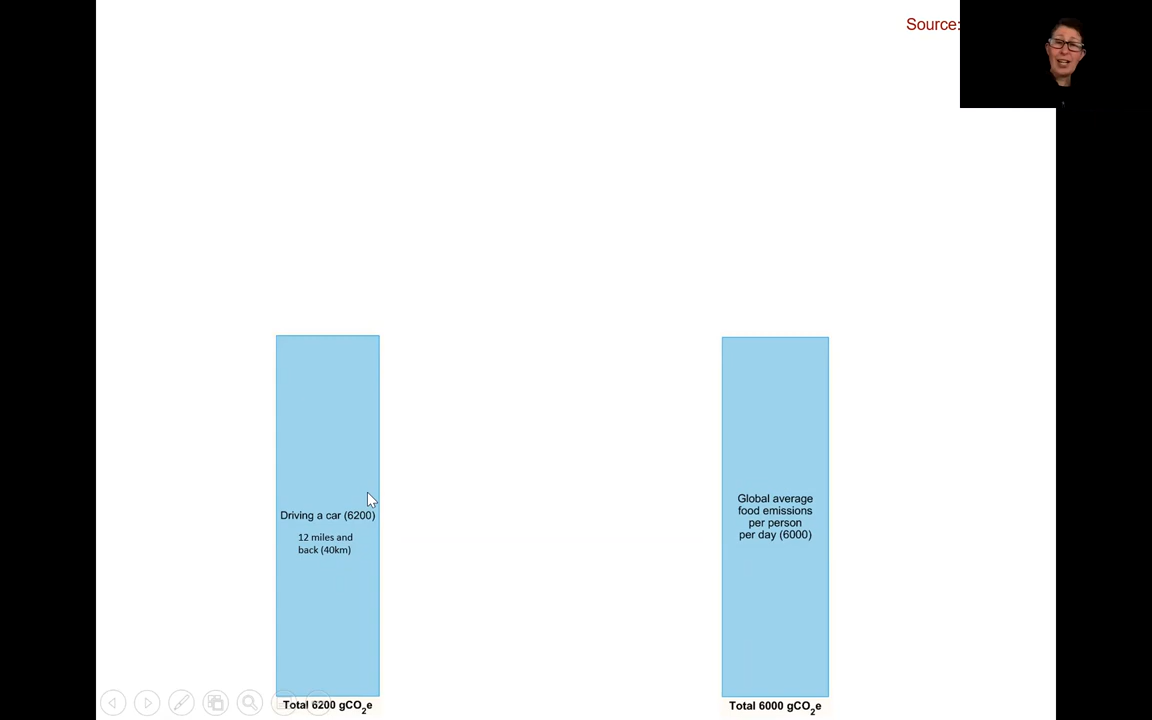 Source:
Driving a car (6200)
12 miles and
back (40km)
Total 6200 gCO₂e
Global average
food emissions
per person
per day (6000)
Total 6000 gCO₂e